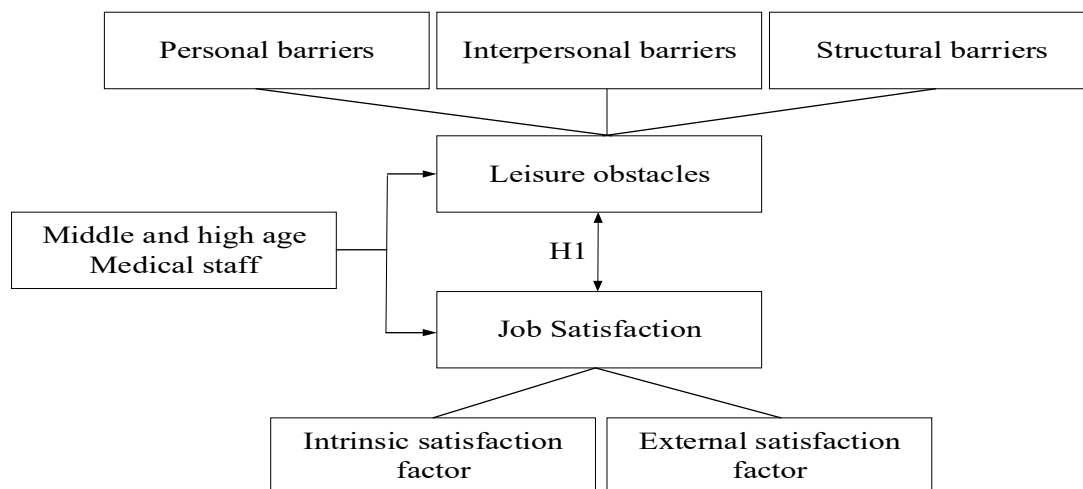 Personal barriers
Interpersonal barriers
Structural barriers
Leisure obstacles
Middle and high age
Medical staff
H1
Job Satisfaction
Intrinsic satisfaction
factor
External satisfaction
factor